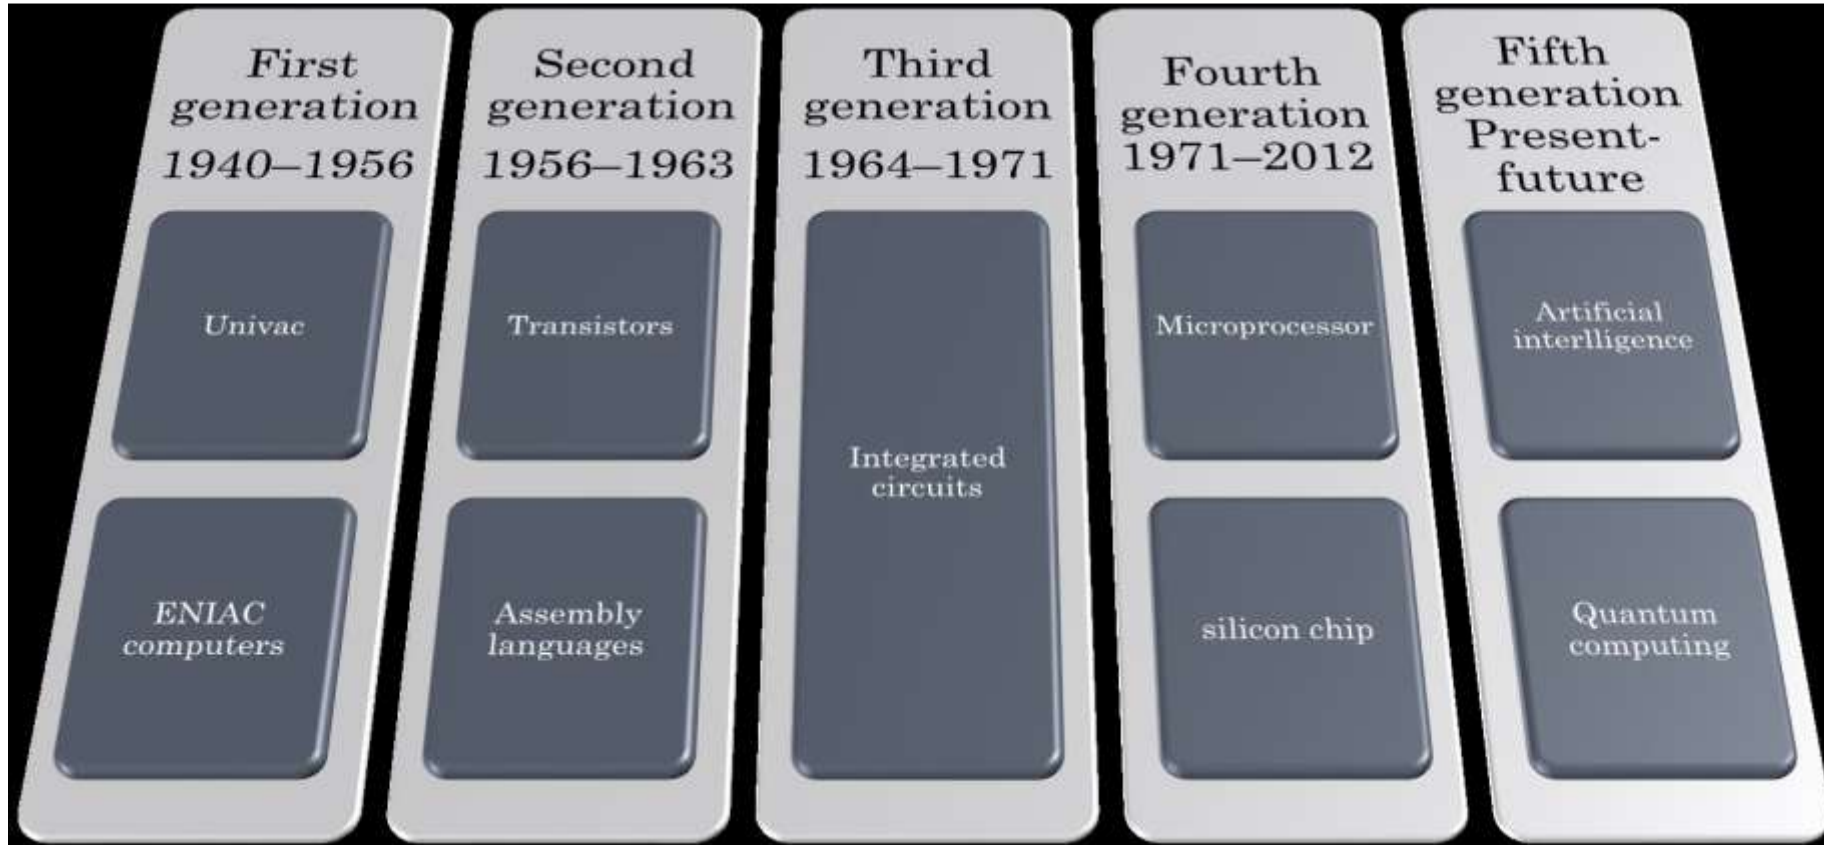 First
generation
1940–1956
Univac
ENIAC
computers
Second
generation
1956–1963
Transistors
Assembly
languages
Third
generation
1964–1971
Integrated
circuits
Fourth
generation
1971–2012
Microprocessor
silicon chip
Fifth
generation
Present-
future
Artificial
interlligence
Quantum
computing